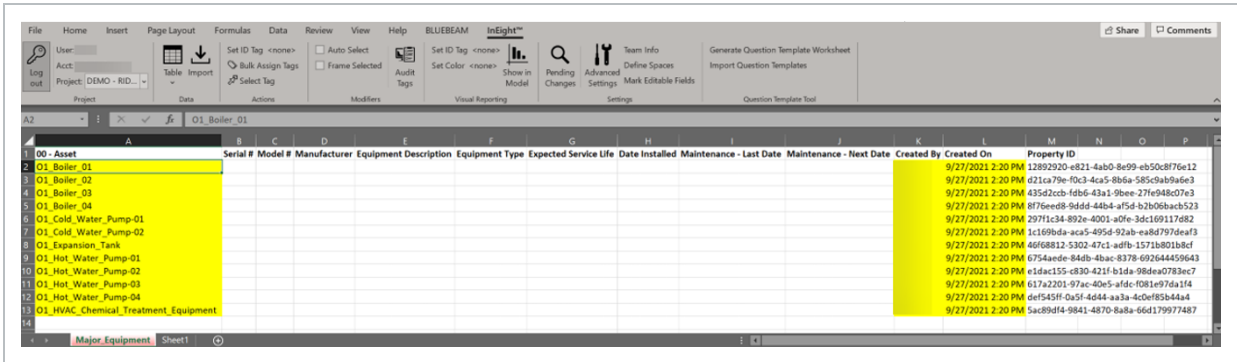 File Home Insert Page Layout Formulas Data Review View Help BLUEBEAM InEight™ Share Comments
User: Set ID Tag <none> Auto Select Set ID Tag <none> Team Info Generate Question Template Worksheet
Acct: Bulk Assign Tags Frame Selected Set Color <none> Define Spaces Import Question Templates
Log out Project: DEMO - RID... Table Import Select Tag Audit Tags Show in Model Pending Changes Advanced Settings Mark Editable Fields
Project Data Actions Modifiers Visual Reporting Settings Question Template Tool
A2 fx O1_Boiler_01
A B C D E F G H I J K L M N O P
1 00 - Asset Serial # Model # Manufacturer Equipment Description Equipment Type Expected Service Life Date Installed Maintenance - Last Date Maintenance - Next Date Created By Created On Property ID
2 O1_Boiler_01 9/27/2021 2:20 PM 12892920-e821-4ab0-8e99-eb50c8f76e12
3 O1_Boiler_02 9/27/2021 2:20 PM d21ca79e-f0c3-4ca5-8b6a-585c9ab9a6e3
4 O1_Boiler_03 9/27/2021 2:20 PM 435d2ccb-fdb6-43a1-9bee-27fe948c07e3
5 O1_Boiler_04 9/27/2021 2:20 PM 8f76eed8-9ddd-44b4-af5d-b2b06bacb523
6 O1_Cold_Water_Pump-01 9/27/2021 2:20 PM 297f1c34-892e-4001-a0fe-3dc169117d82
7 O1_Cold_Water_Pump-02 9/27/2021 2:20 PM 1c169bda-aca5-495d-92ab-ea8d797deaf3
8 O1_Expansion_Tank 9/27/2021 2:20 PM 46f68812-5302-47c1-adfb-1571b801b8cf
9 O1_Hot_Water_Pump-01 9/27/2021 2:20 PM 6754aede-84db-4bac-8378-692644459643
10 O1_Hot_Water_Pump-02 9/27/2021 2:20 PM e1dac155-c830-421f-b1da-98dea0783ec7
11 O1_Hot_Water_Pump-03 9/27/2021 2:20 PM 617a2201-97ac-40e5-afdc-f081e97da1f4
12 O1_Hot_Water_Pump-04 9/27/2021 2:20 PM def545ff-0a5f-4d44-aa3a-4c0ef85b44a4
13 O1_HVAC_Chemical_Treatment_Equipment 9/27/2021 2:20 PM 5ac89df4-9841-4870-8a8a-66d179977487
14
Major_Equipment Sheet1